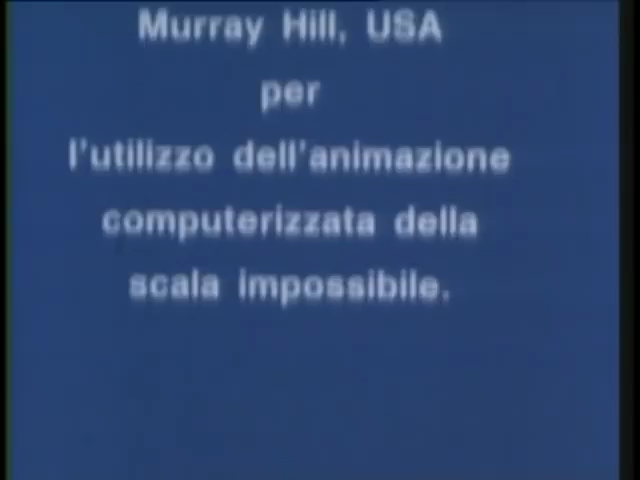 Murray Hill, USA
per
l'utilizzo dell'animazione
computerizzata della
scala impossibile.